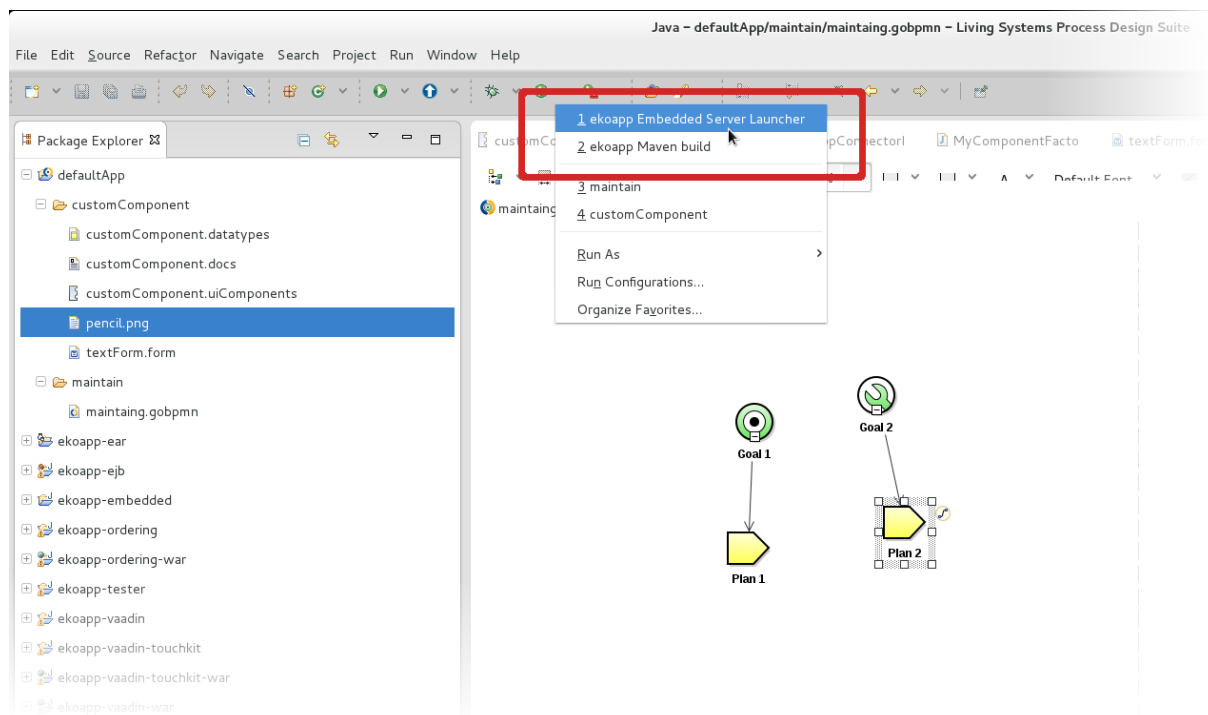 Java – defaultApp/maintain/maintaing.gobpmn – Living Systems Process Design Suite
File Edit Source Refactor Navigate Search Project Run Window Help
Package Explorer
defaultApp
customComponent
customComponent.datatypes
customComponent.docs
customComponent.uiComponents
pencil.png
textForm.form
maintain
maintaing.gobpmn
ekoapp-ear
ekoapp-ejb
ekoapp-embedded
ekoapp-ordering
ekoapp-ordering-war
ekoapp-tester
ekoapp-vaadin
ekoapp-vaadin-touchkit
ekoapp-vaadin-touchkit-war
ekoapp-vaadin-war
MyComponentFacto textForm.fo
A Default Font
maintaing
1 ekoapp Embedded Server Launcher
2 ekoapp Maven build
3 maintain
4 customComponent
Run As
Run Configurations...
Organize Favorites...
Goal 1
Goal 2
Plan 1
Plan 2